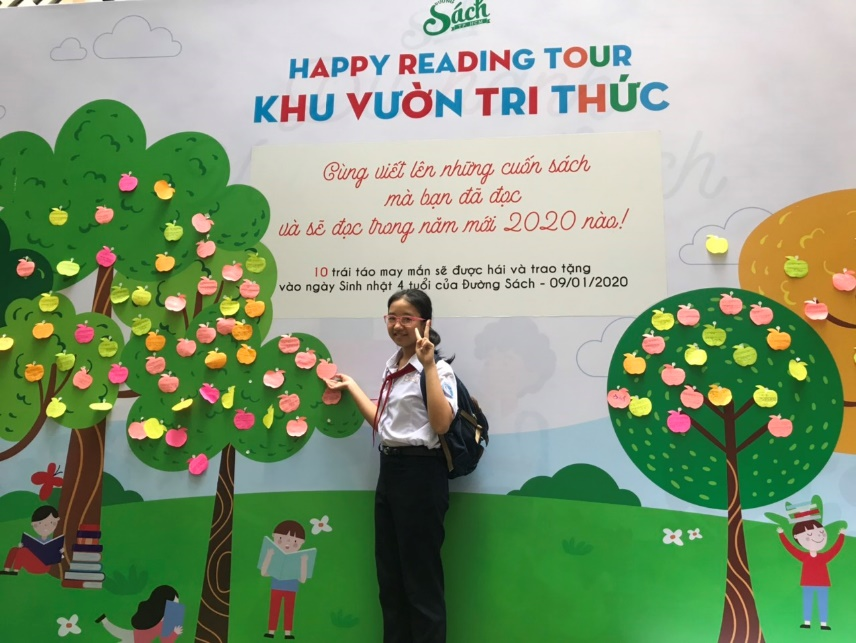 Sách
TP. HCM
HAPPY READING TOUR
KHU VƯỜN TRI THỨC
Cùng viết lên những cuốn sách
mà bạn đã đọc
và sẽ đọc trong năm mới 2020 nào!
10 trái táo may mắn sẽ được hái và trao tặng
vào ngày Sinh nhật 4 tuổi của Đường Sách - 09/01/2020